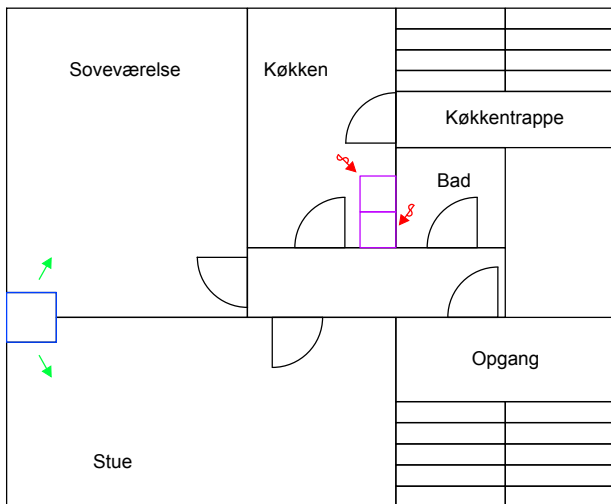 Soveværelse
Køkken
Køkkentrappe
Bad
Opgang
Stue